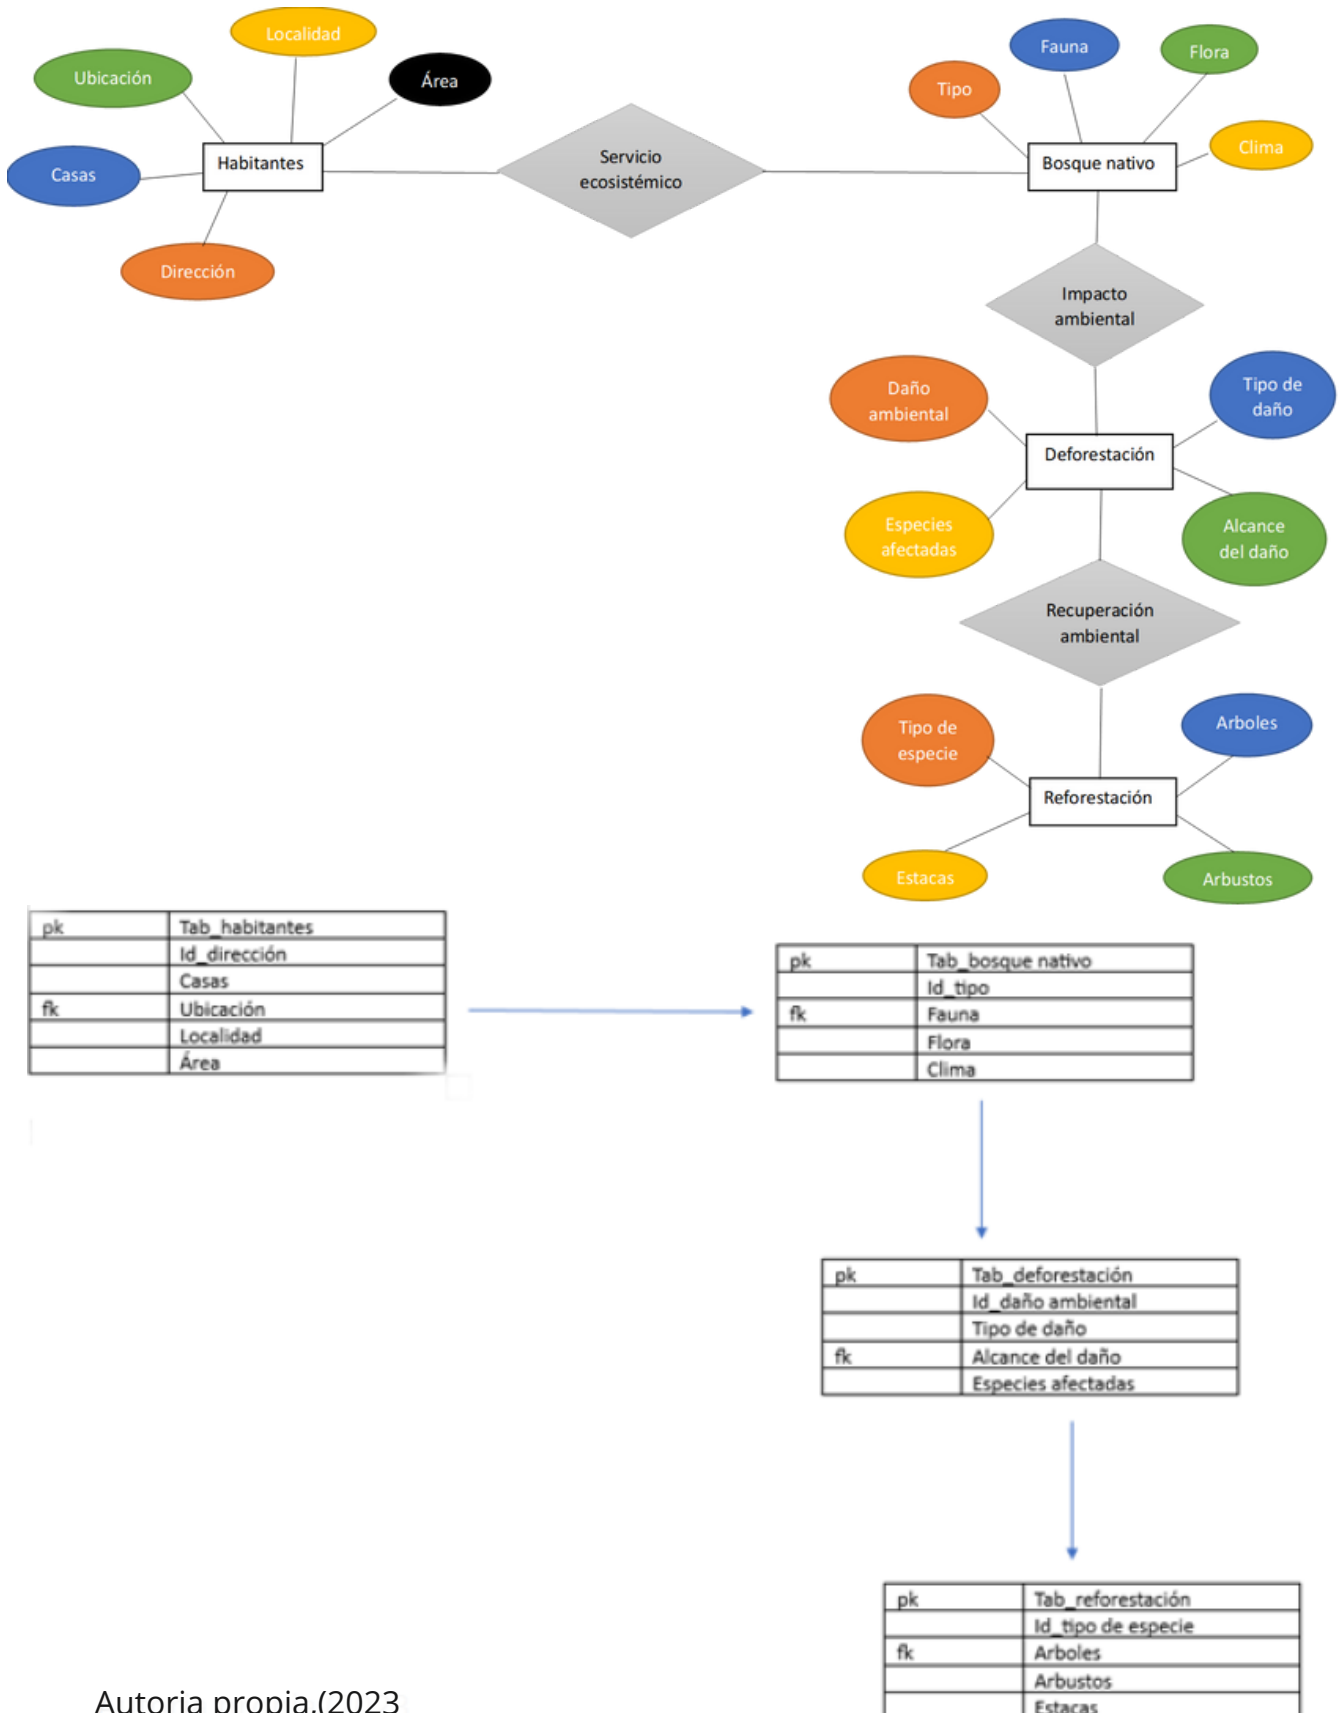 Localidad
Ubicación
Área
Casas
Habitantes
Dirección
Servicio
ecosistémico
Fauna
Flora
Tipo
Clima
Bosque nativo
Impacto
ambiental
Daño
ambiental
Tipo de
daño
Deforestación
Especies
afectadas
Alcance
del daño
Recuperación
ambiental
Tipo de
especie
Arboles
Reforestación
Estacas
Arbustos
pk Tab_habitantes
Id_dirección
Casas
fk Ubicación
Localidad
Área
pk Tab_bosque nativo
Id_tipo
fk Fauna
Flora
Clima
pk Tab_deforestación
Id_daño ambiental
Tipo de daño
fk Alcance del daño
Especies afectadas
pk Tab_reforestación
Id_tipo de especie
fk Arboles
Arbustos
Estacas
Autoria propia,(2023